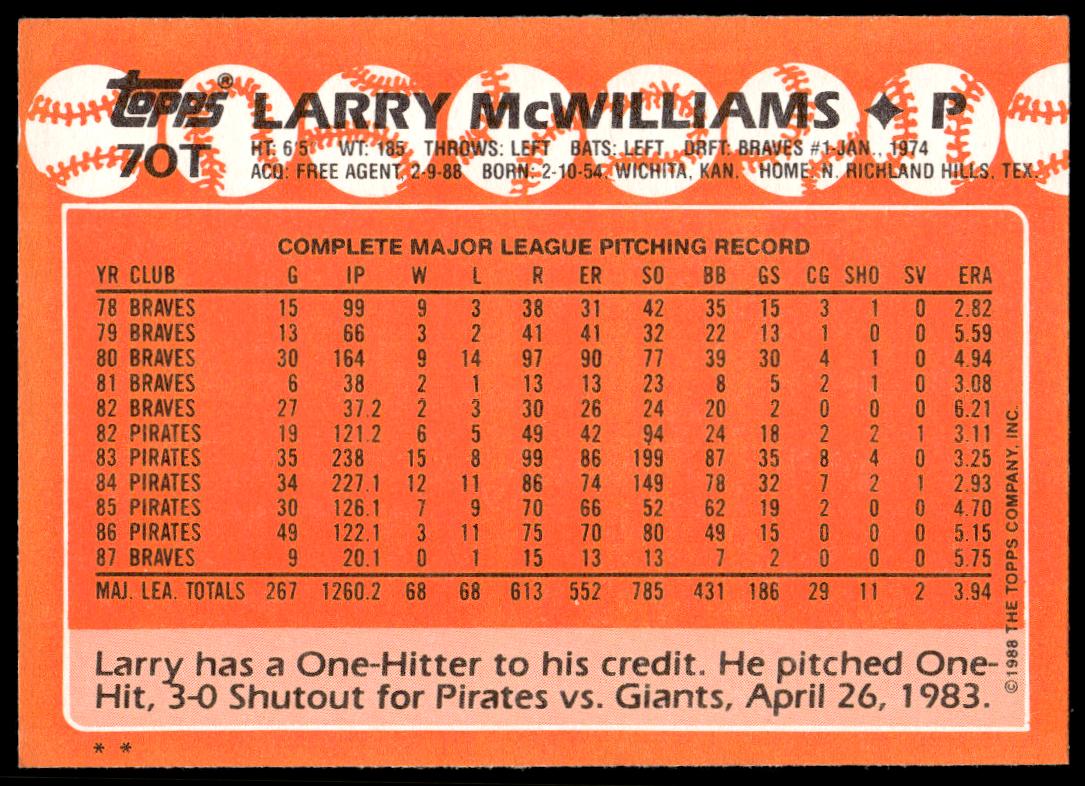 topps® LARRY McWILLIAMS ✦ P
70T HT: 6'5" WT: 185 THROWS: LEFT BATS: LEFT DRFT: BRAVES #1-JAN., 1974
ACQ: FREE AGENT, 2-9-88 BORN: 2-10-54, WICHITA, KAN. HOME: N. RICHLAND HILLS, TEX.
COMPLETE MAJOR LEAGUE PITCHING RECORD
YR CLUB G IP W L R ER SO BB GS CG SHO SV ERA
78 BRAVES 15 99 9 3 38 31 42 35 15 3 1 0 2.82
79 BRAVES 13 66 3 2 41 41 32 22 13 1 0 0 5.59
80 BRAVES 30 164 9 14 97 90 77 39 30 4 1 0 4.94
81 BRAVES 6 38 2 1 13 13 23 8 5 2 1 0 3.08
82 BRAVES 27 37.2 2 3 30 26 24 20 2 0 0 0 6.21
82 PIRATES 19 121.2 6 5 49 42 94 24 18 2 2 1 3.11
83 PIRATES 35 238 15 8 99 86 199 87 35 8 4 0 3.25
84 PIRATES 34 227.1 12 11 86 74 149 78 32 7 2 1 2.93
85 PIRATES 30 126.1 7 9 70 66 52 62 19 2 0 0 4.70
86 PIRATES 49 122.1 3 11 75 70 80 49 15 0 0 0 5.15
87 BRAVES 9 20.1 0 1 15 13 13 7 2 0 0 0 5.75
MAJ. LEA. TOTALS 267 1260.2 68 68 613 552 785 431 186 29 11 2 3.94
Larry has a One-Hitter to his credit. He pitched One-
Hit, 3-0 Shutout for Pirates vs. Giants, April 26, 1983.
© 1988 THE TOPPS COMPANY, INC.
* *